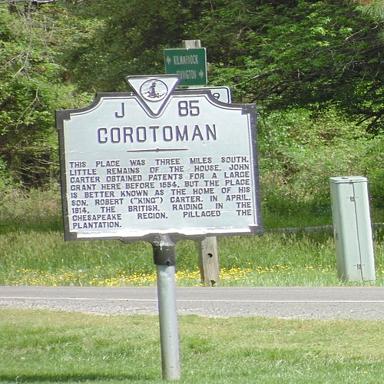 KILMARNOCK
IRVINGTON
J 85
COROTOMAN
THIS PLACE WAS THREE MILES SOUTH.
LITTLE REMAINS OF THE HOUSE. JOHN
CARTER OBTAINED PATENTS FOR A LARGE
GRANT HERE BEFORE 1654, BUT THE PLACE
IS BETTER KNOWN AS THE HOME OF HIS
SON, ROBERT ("KING") CARTER. IN APRIL,
1814, THE BRITISH, RAIDING IN THE
CHESAPEAKE REGION, PILLAGED THE
PLANTATION.